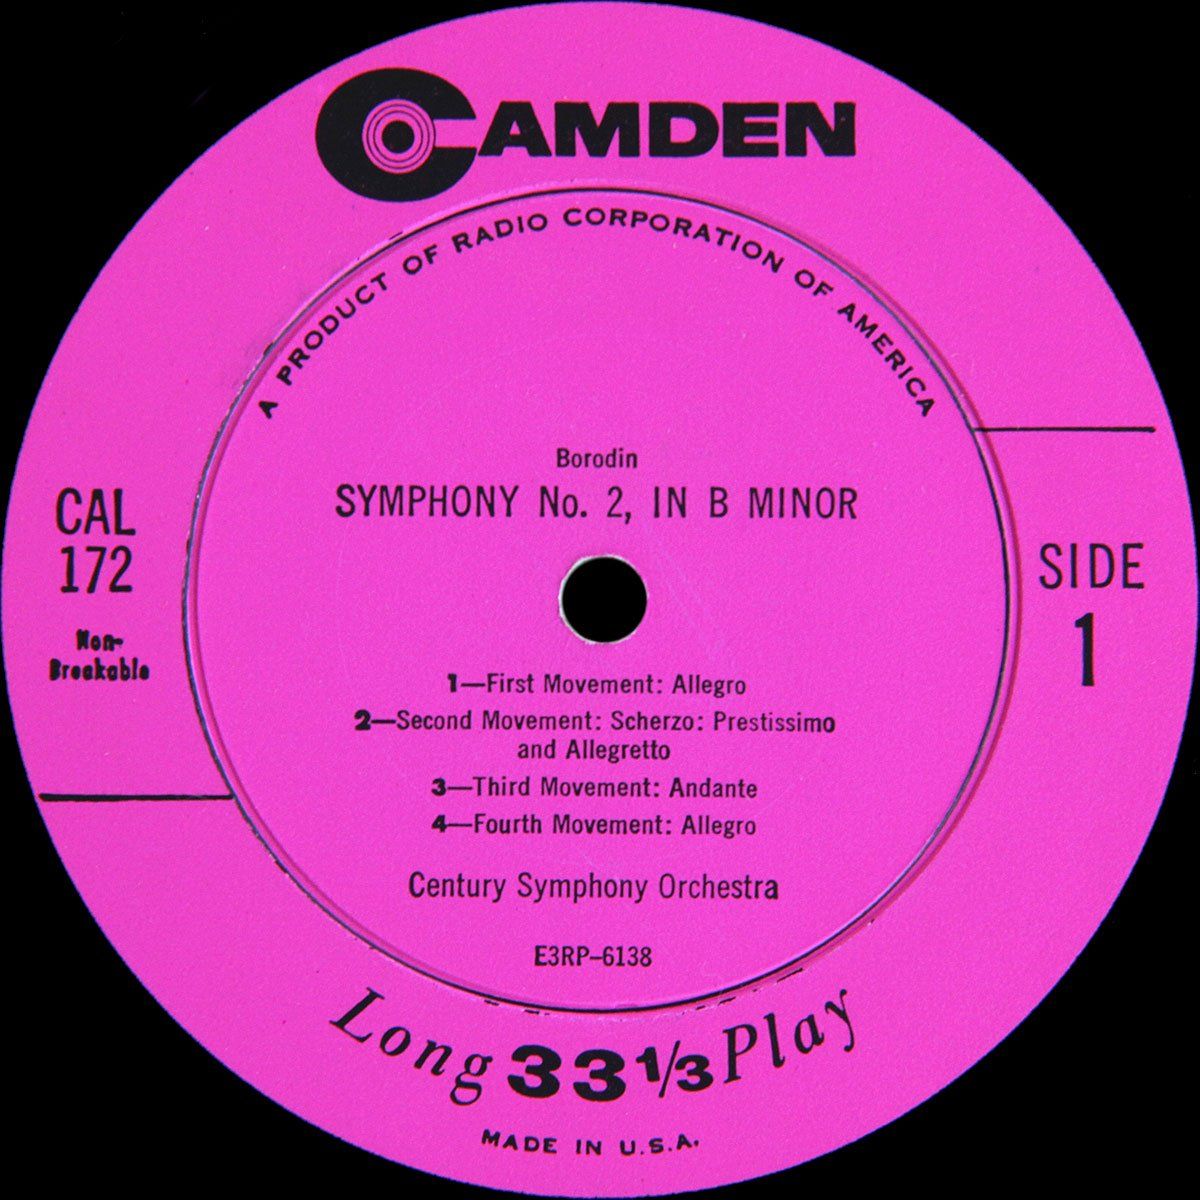 CAMDEN
A PRODUCT OF RADIO CORPORATION OF AMERICA
Borodin
SYMPHONY No. 2, IN B MINOR
CAL
172
Non-
Breakable
SIDE
1
1—First Movement: Allegro
2—Second Movement: Scherzo: Prestissimo
and Allegretto
3—Third Movement: Andante
4—Fourth Movement: Allegro
Century Symphony Orchestra
E3RP–6138
Long 33 1/3 Play
MADE IN U.S.A.